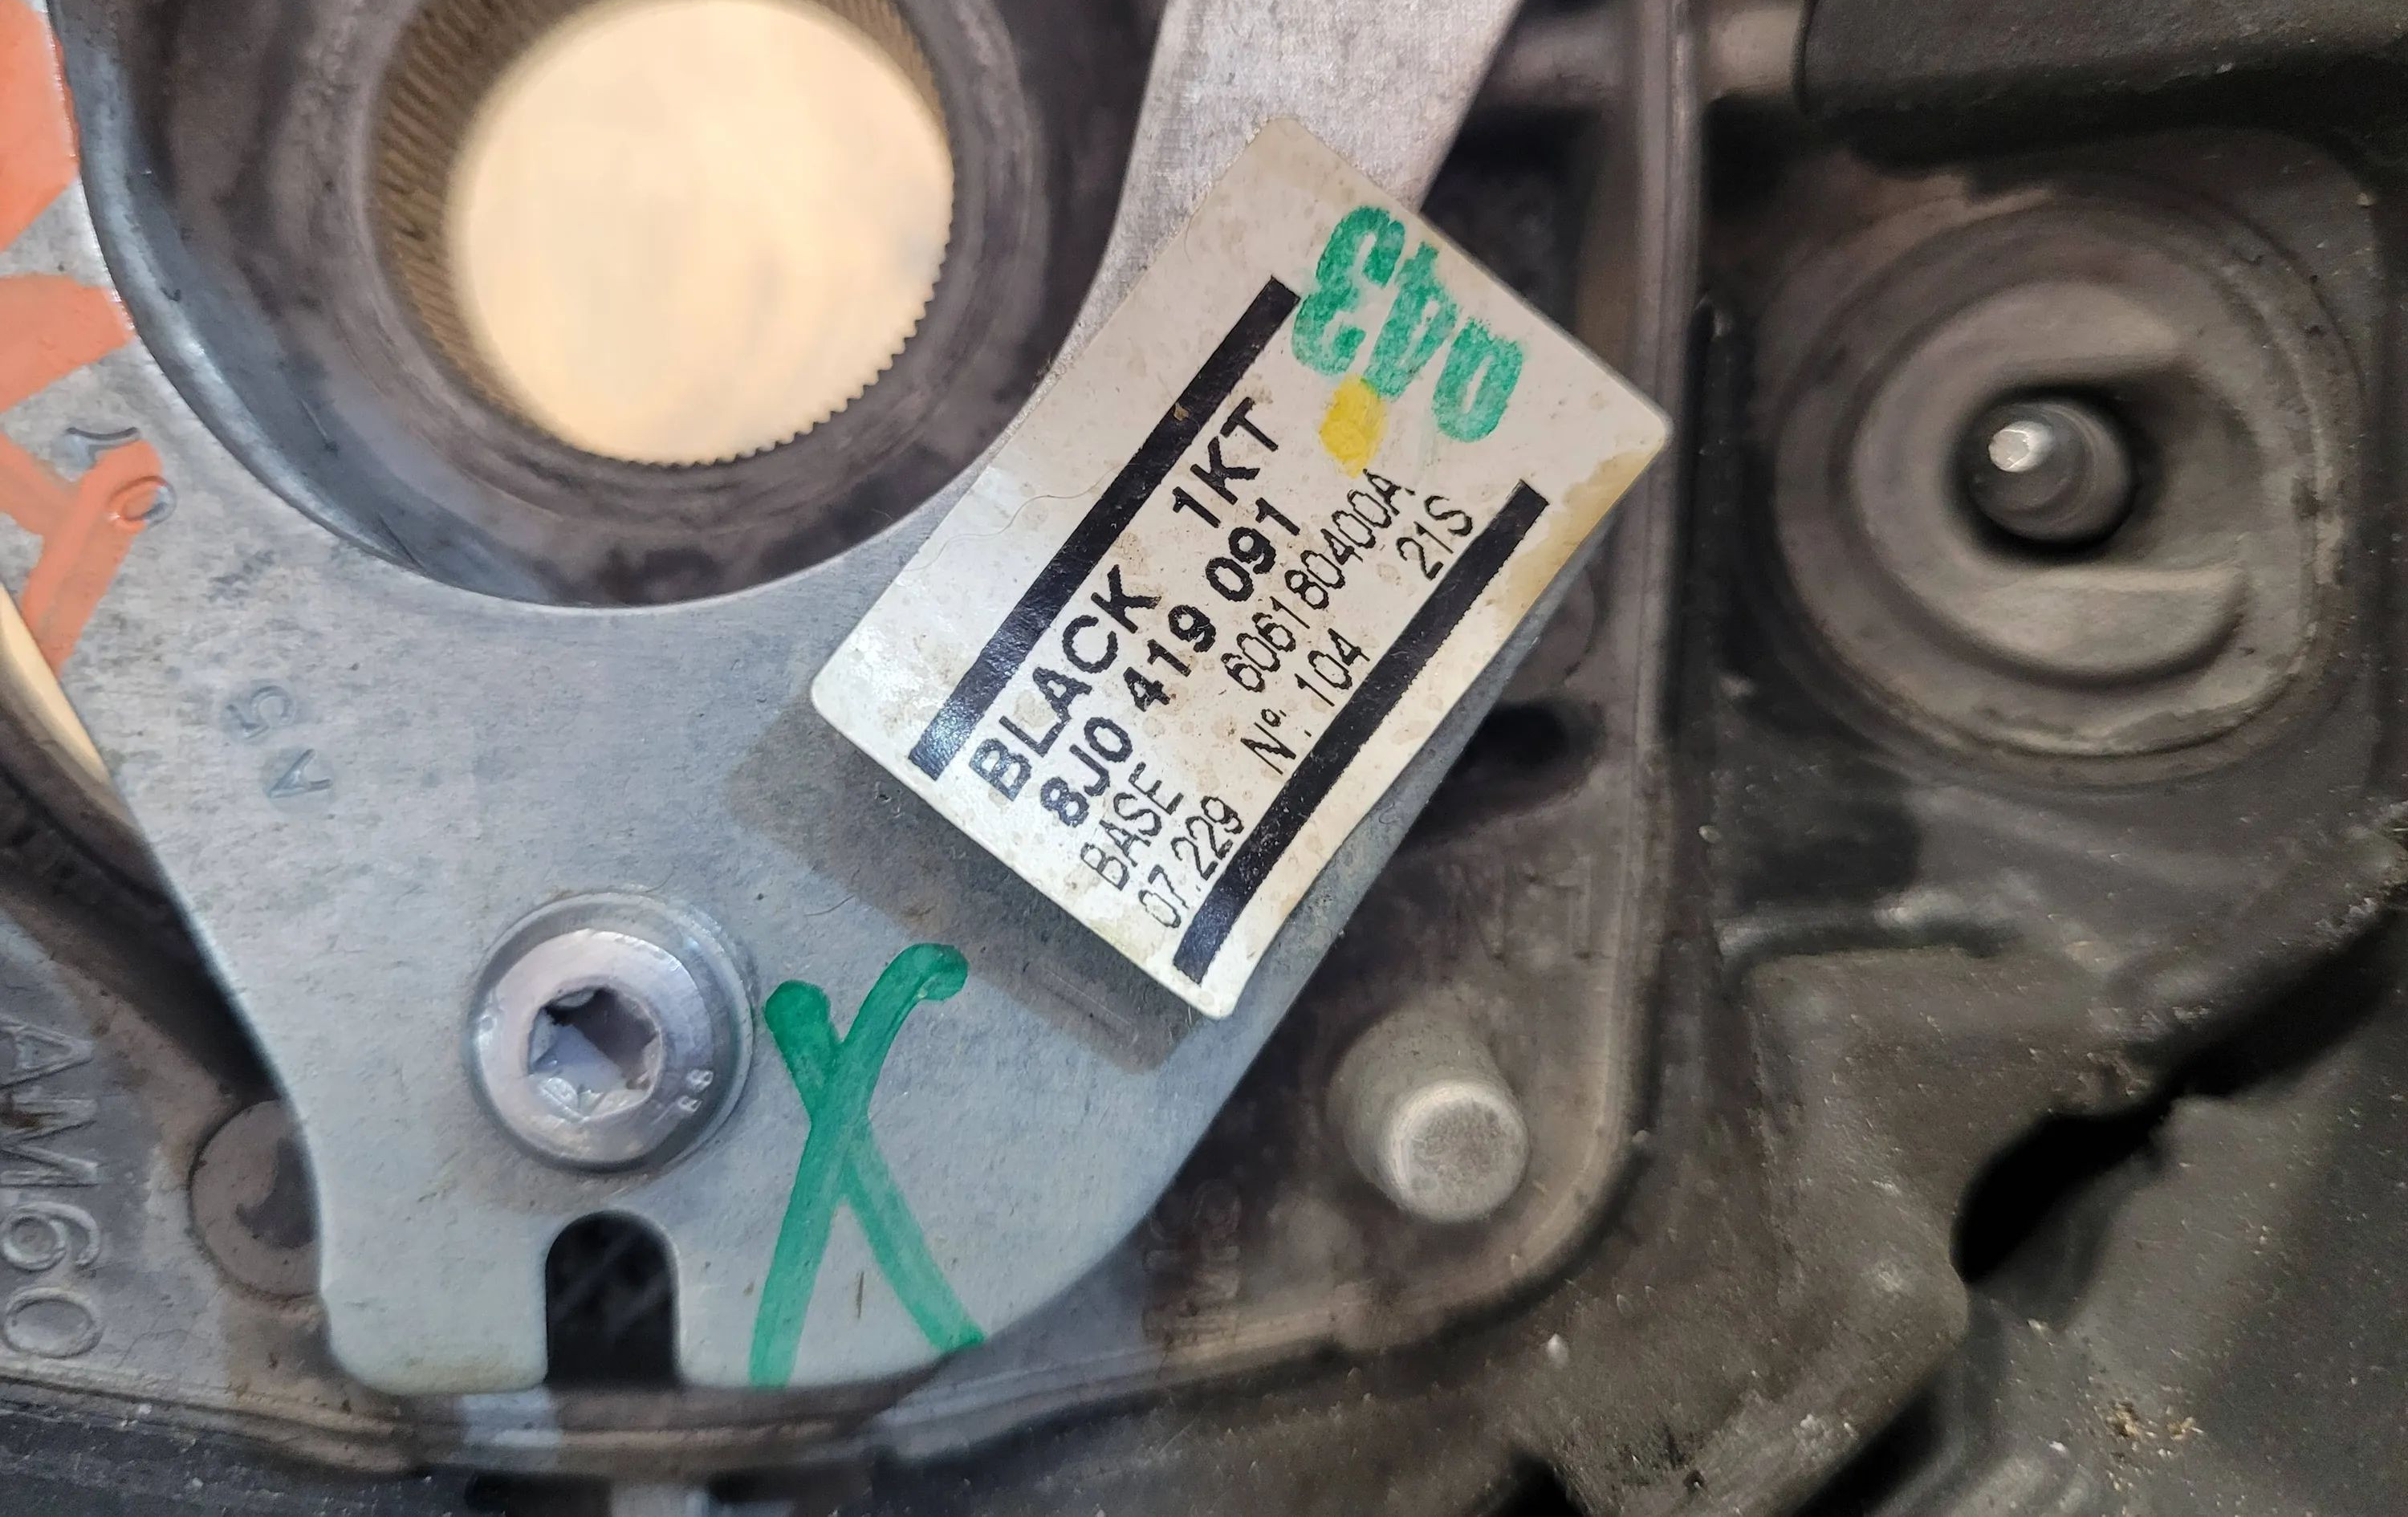 043
BLACK 1KT
8J0 419 091
BASE 606180400A
07.229 Nº. 104 21S
A5
AM60
X